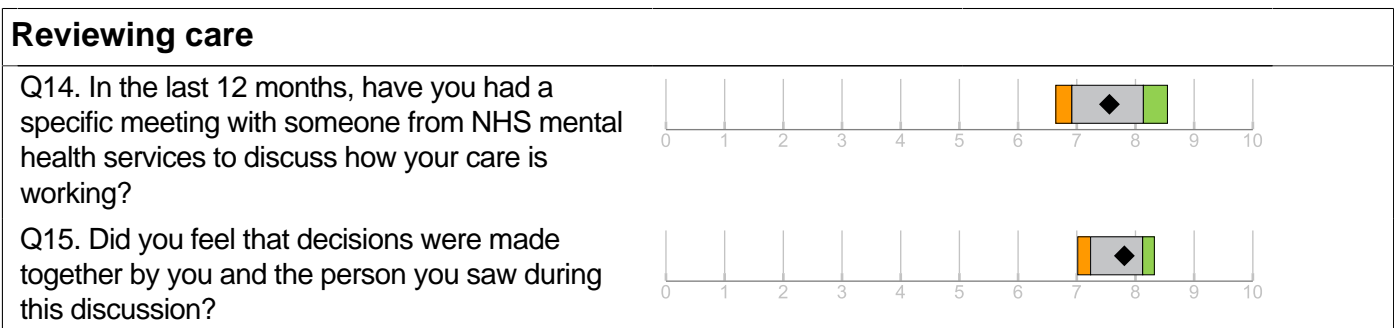 Reviewing care
Q14. In the last 12 months, have you had a
specific meeting with someone from NHS mental
health services to discuss how your care is
working?
0 1 2 3 4 5 6 7 8 9 10
Q15. Did you feel that decisions were made
together by you and the person you saw during
this discussion?
0 1 2 3 4 5 6 7 8 9 10